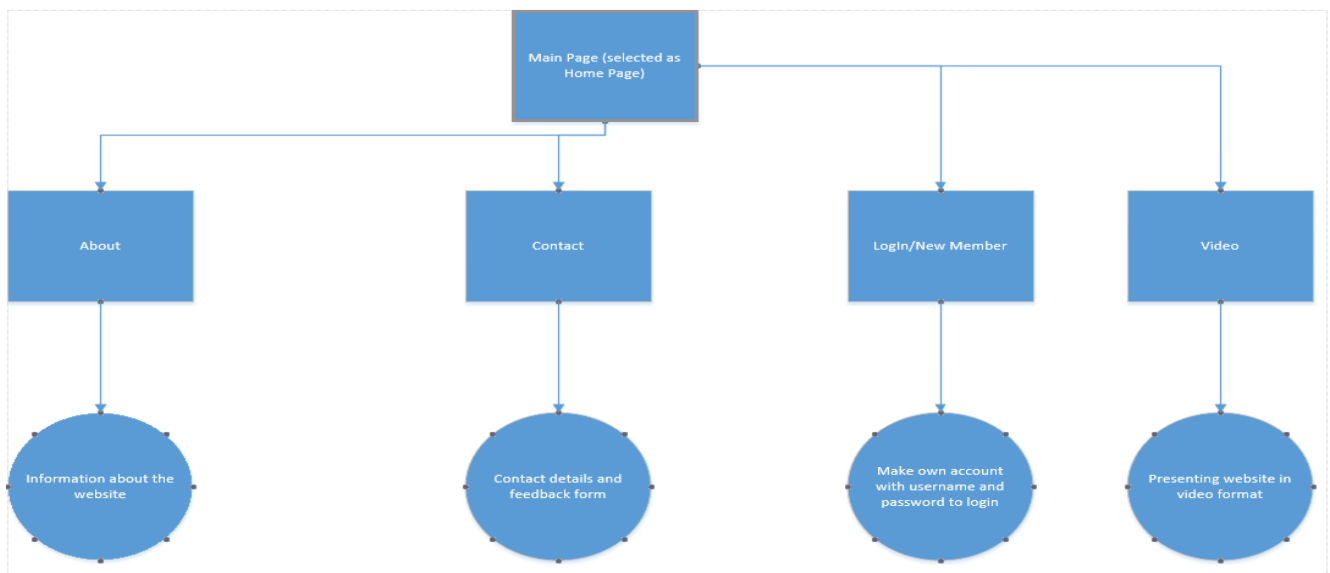 Main Page (selected as
Home Page)
About
Contact
LogIn/New Member
Video
Information about the
website
Contact details and
feedback form
Make own account
with username and
password to login
Presenting website in
video format